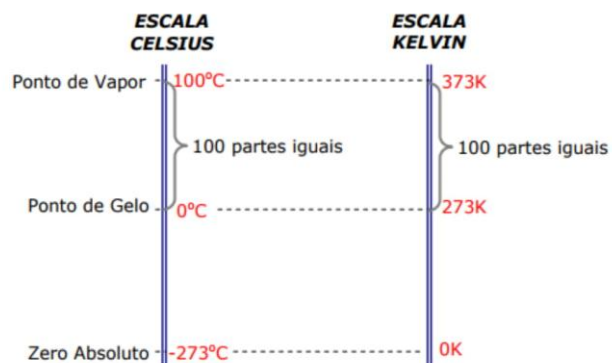 ESCALA
CELSIUS
ESCALA
KELVIN
Ponto de Vapor
100ºC
373K
100 partes iguais
100 partes iguais
Ponto de Gelo
0ºC
273K
Zero Absoluto
-273ºC
0K